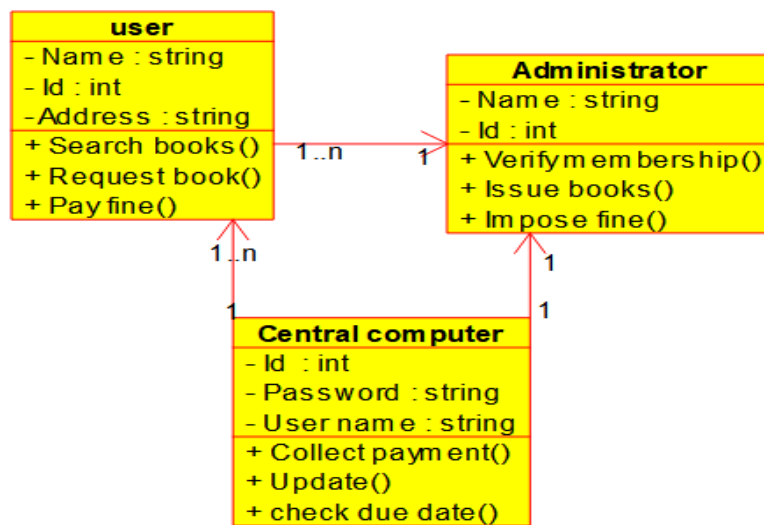 user
- Name : string
- Id : int
-Address : string
+ Search books()
+ Request book()
+ Pay fine()
Administrator
- Name : string
- Id : int
+ Verifymembership()
+ Issue books()
+ Impose fine()
1..n
1
1..n
1
1
1
Central computer
- Id : int
- Password : string
- User name : string
+ Collect payment()
+ Update()
+ check due date()